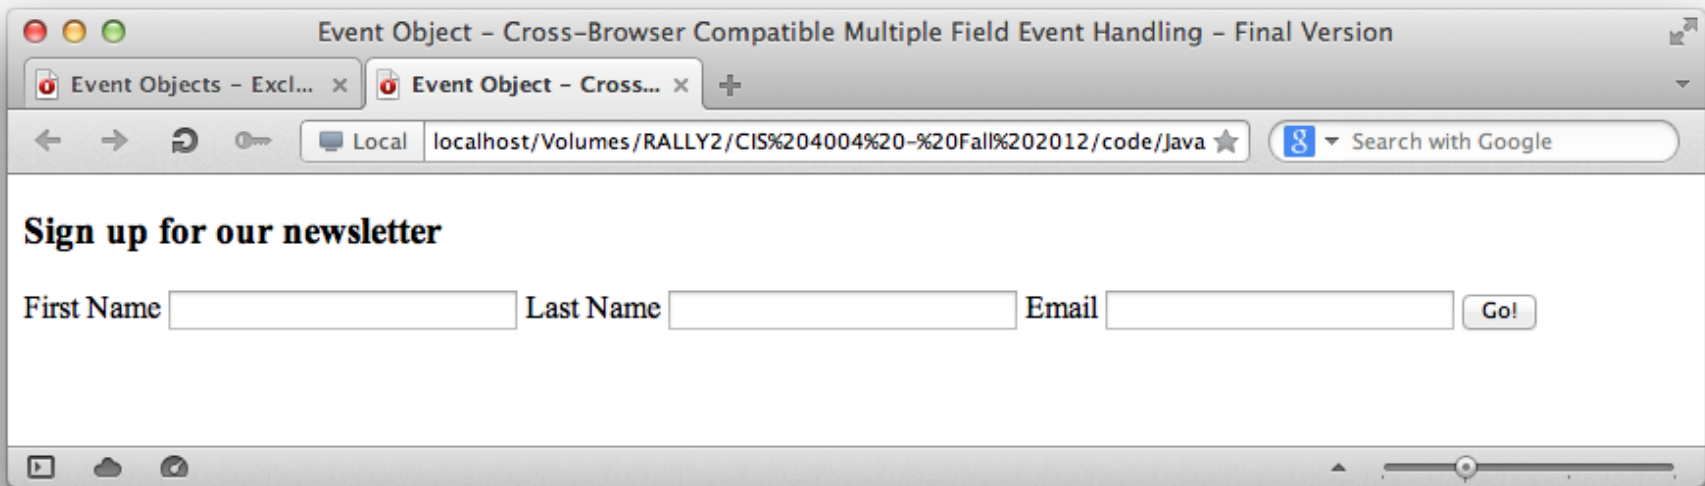 Event Object – Cross-Browser Compatible Multiple Field Event Handling – Final Version
Event Objects – Excl... Event Object – Cross...
Local localhost/Volumes/RALLY2/CIS%204004%20-%20Fall%202012/code/Java 8 Search with Google
Sign up for our newsletter
First Name Last Name Email Go!